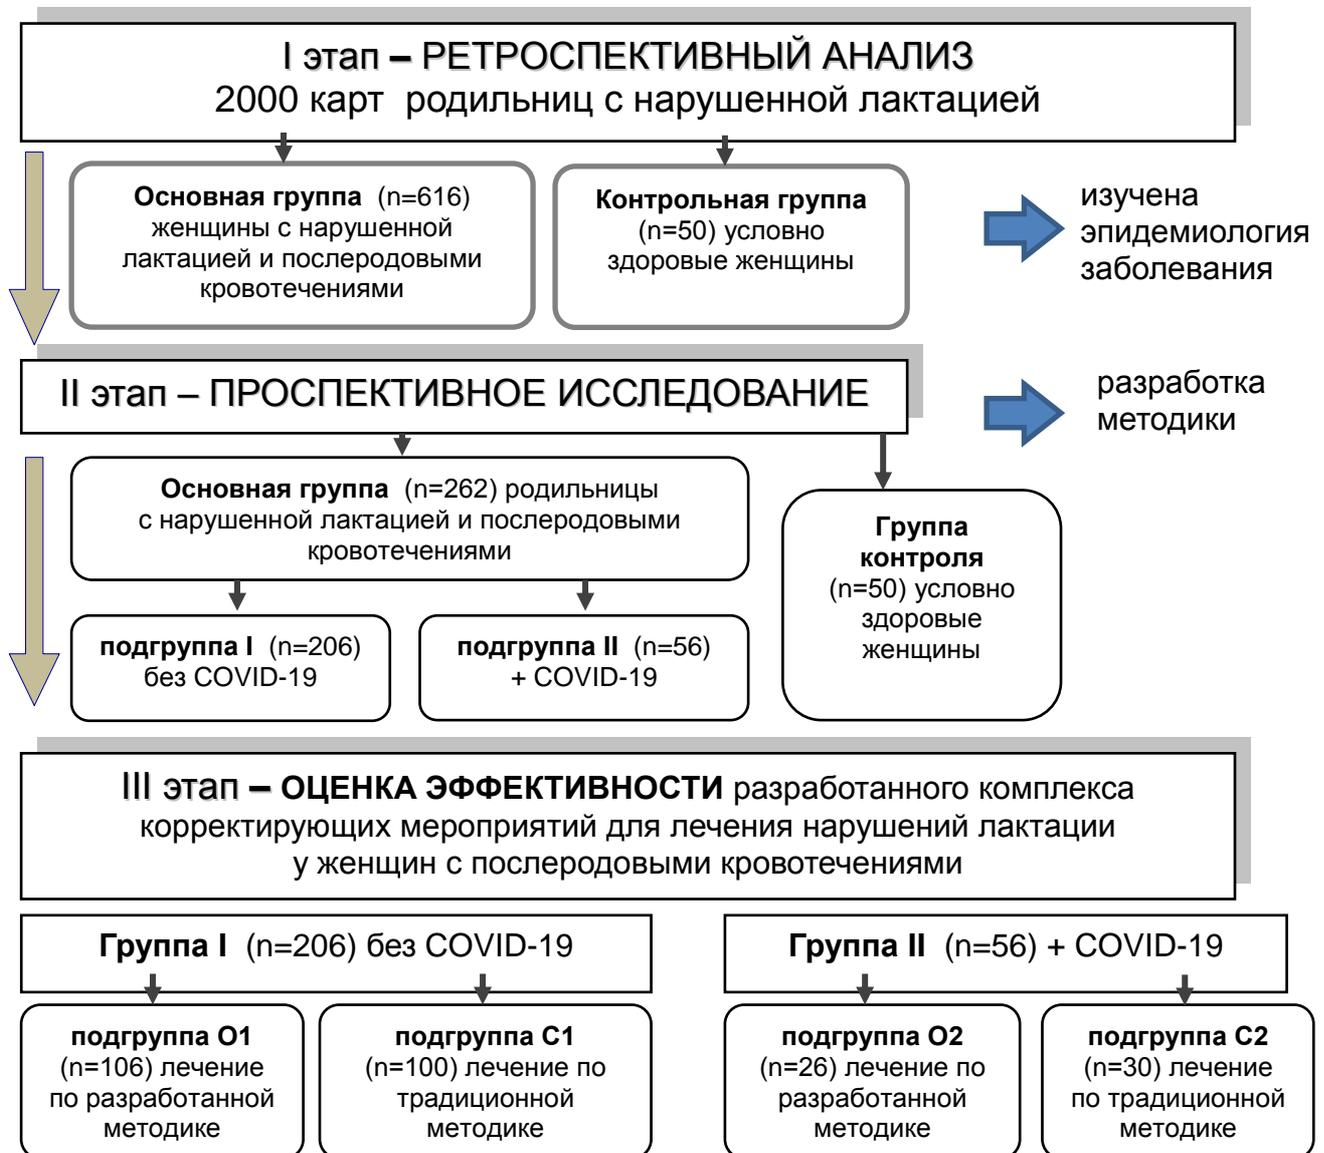 I этап – РЕТРОСПЕКТИВНЫЙ АНАЛИЗ
2000 карт родильниц с нарушенной лактацией
Основная группа (n=616)
женщины с нарушенной
лактацией и послеродовыми
кровотечениями
Контрольная группа
(n=50) условно
здоровые женщины
изучена
эпидемиология
заболевания
II этап – ПРОСПЕКТИВНОЕ ИССЛЕДОВАНИЕ
разработка
методики
Основная группа (n=262) родильницы
с нарушенной лактацией и послеродовыми
кровотечениями
Группа
контроля
(n=50) условно
здоровые
женщины
подгруппа I (n=206)
без COVID-19
подгруппа II (n=56)
+ COVID-19
III этап – ОЦЕНКА ЭФФЕКТИВНОСТИ разработанного комплекса
корректирующих мероприятий для лечения нарушений лактации
у женщин с послеродовыми кровотечениями
Группа I (n=206) без COVID-19
Группа II (n=56) + COVID-19
подгруппа О1
(n=106) лечение
по разработанной
методике
подгруппа С1
(n=100) лечение по
традиционной
методике
подгруппа О2
(n=26) лечение по
разработанной
методике
подгруппа С2
(n=30) лечение
по традиционной
методике